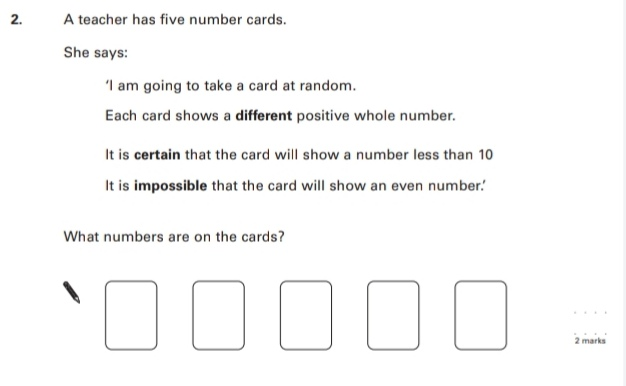 2. A teacher has five number cards.
She says:
‘I am going to take a card at random.
Each card shows a different positive whole number.
It is certain that the card will show a number less than 10
It is impossible that the card will show an even number.’
What numbers are on the cards?
2 marks